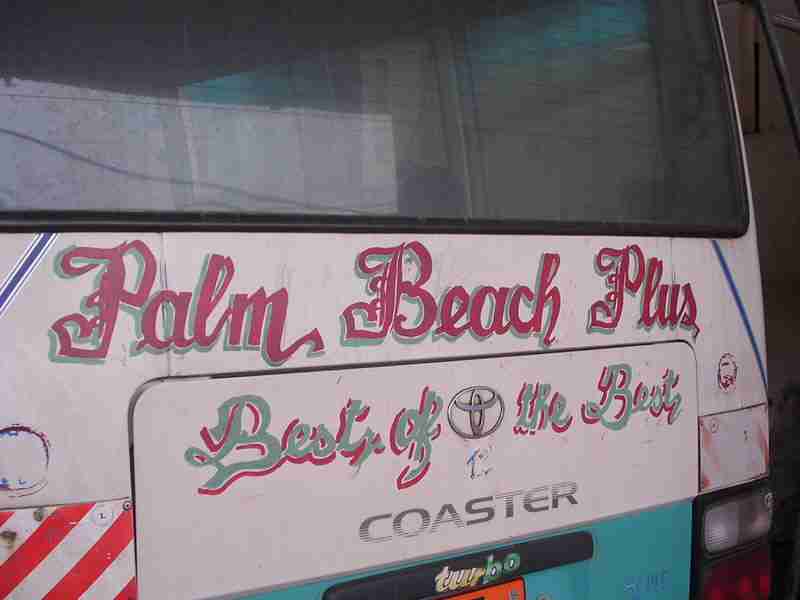 Palm Beach Plus
Best of the Best
COASTER
turbo